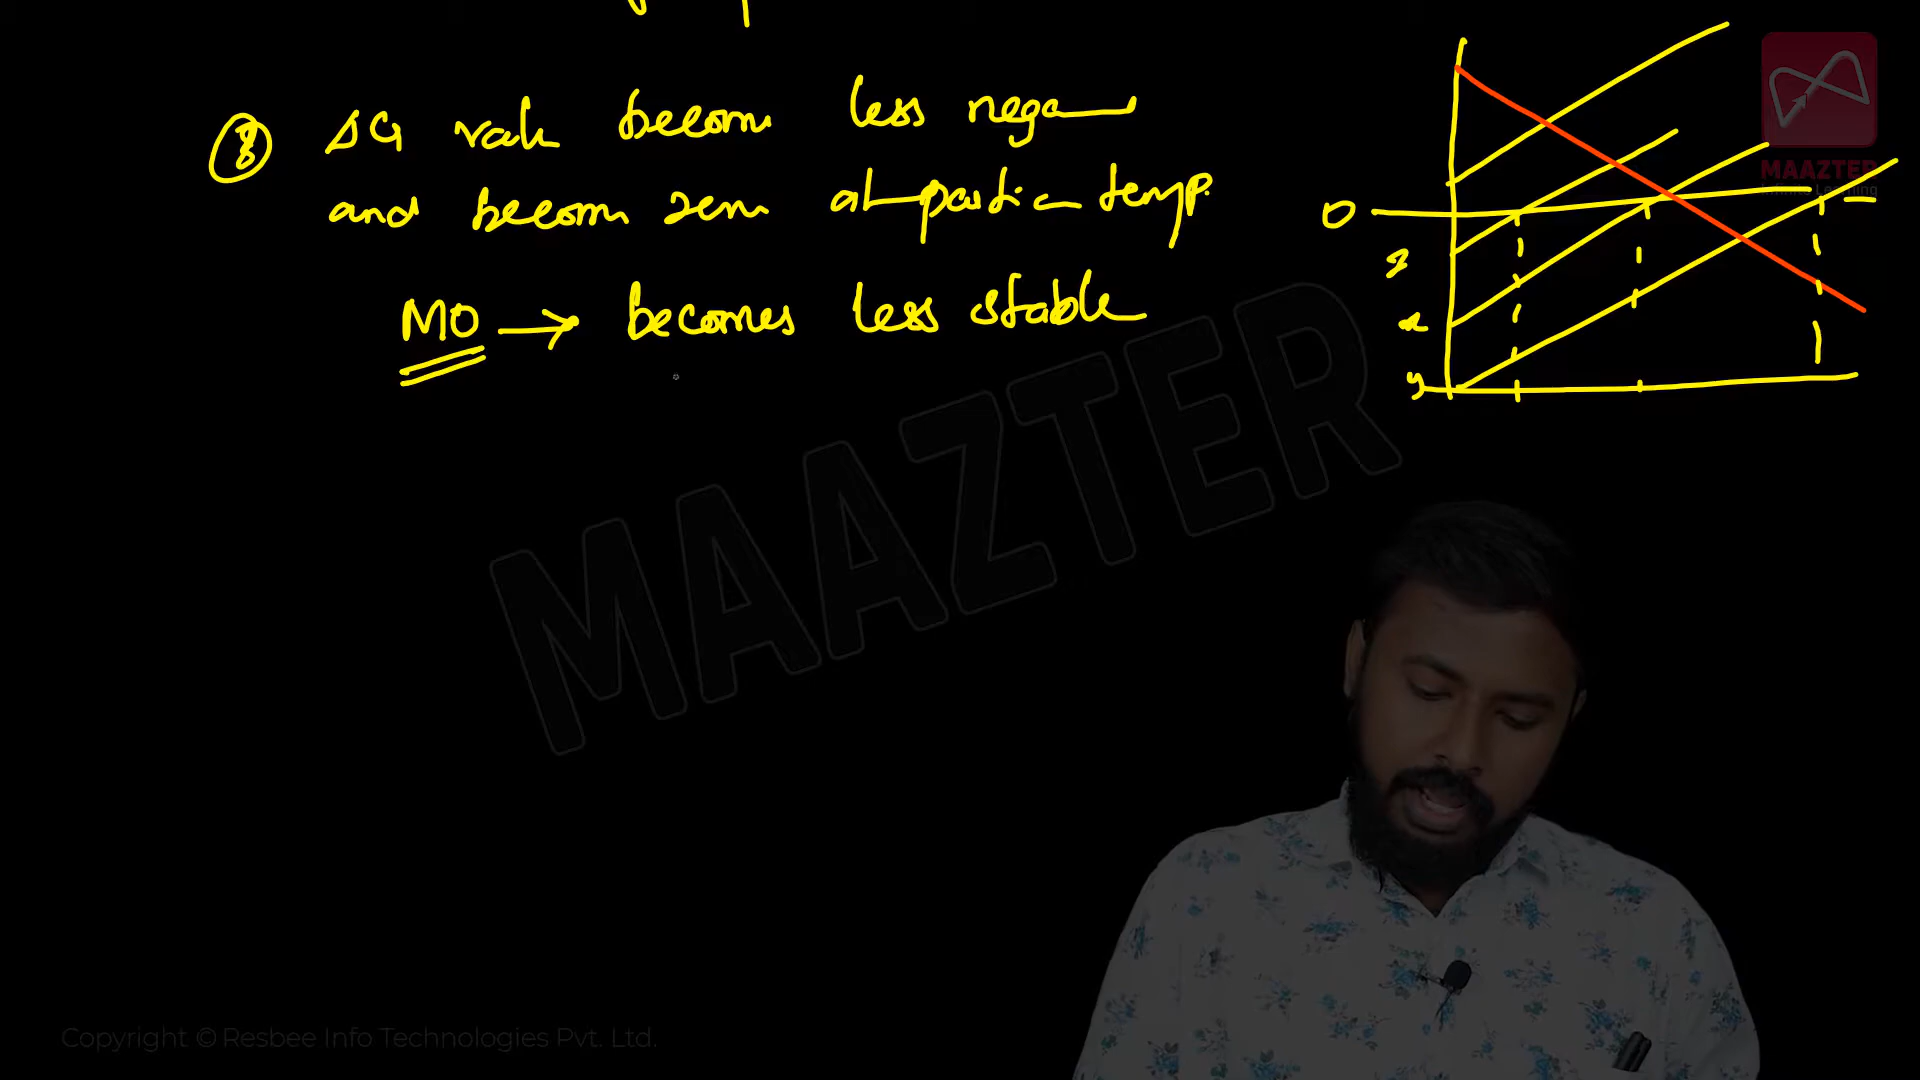 8 ΔG vale becom less nega
and becom zero at partic temp.
MO → becomes less stable
0
z
x
y
MAAZTER
MAAZTER
Copyright © Resbee Info Technologies Pvt. Ltd.